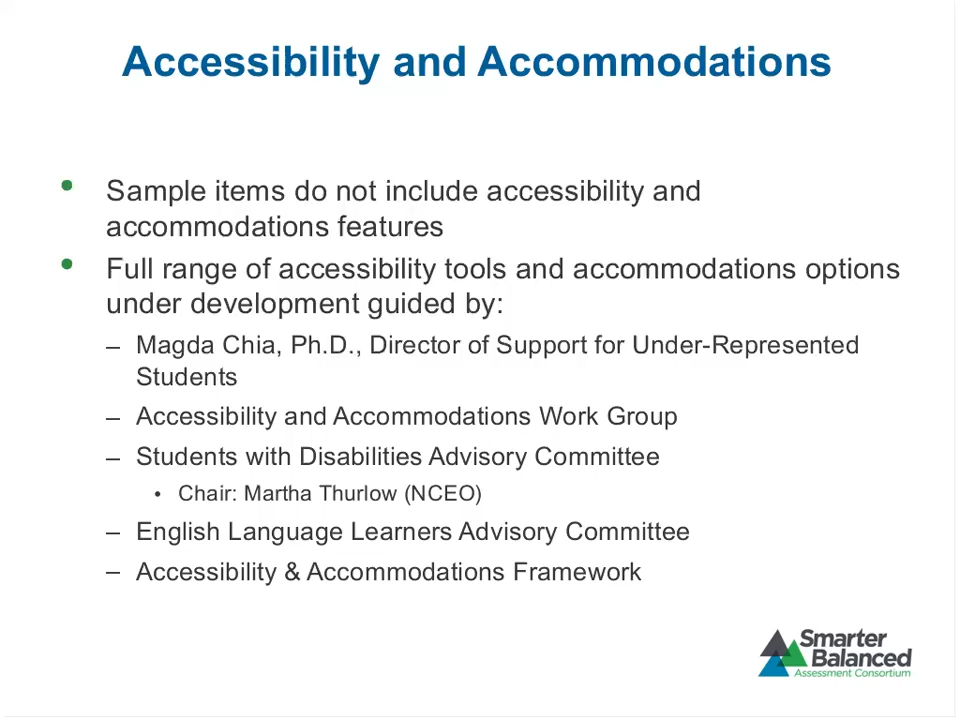 Accessibility and Accommodations
• Sample items do not include accessibility and
accommodations features
• Full range of accessibility tools and accommodations options
under development guided by:
– Magda Chia, Ph.D., Director of Support for Under-Represented
Students
– Accessibility and Accommodations Work Group
– Students with Disabilities Advisory Committee
• Chair: Martha Thurlow (NCEO)
– English Language Learners Advisory Committee
– Accessibility & Accommodations Framework
Smarter
Balanced
Assessment Consortium